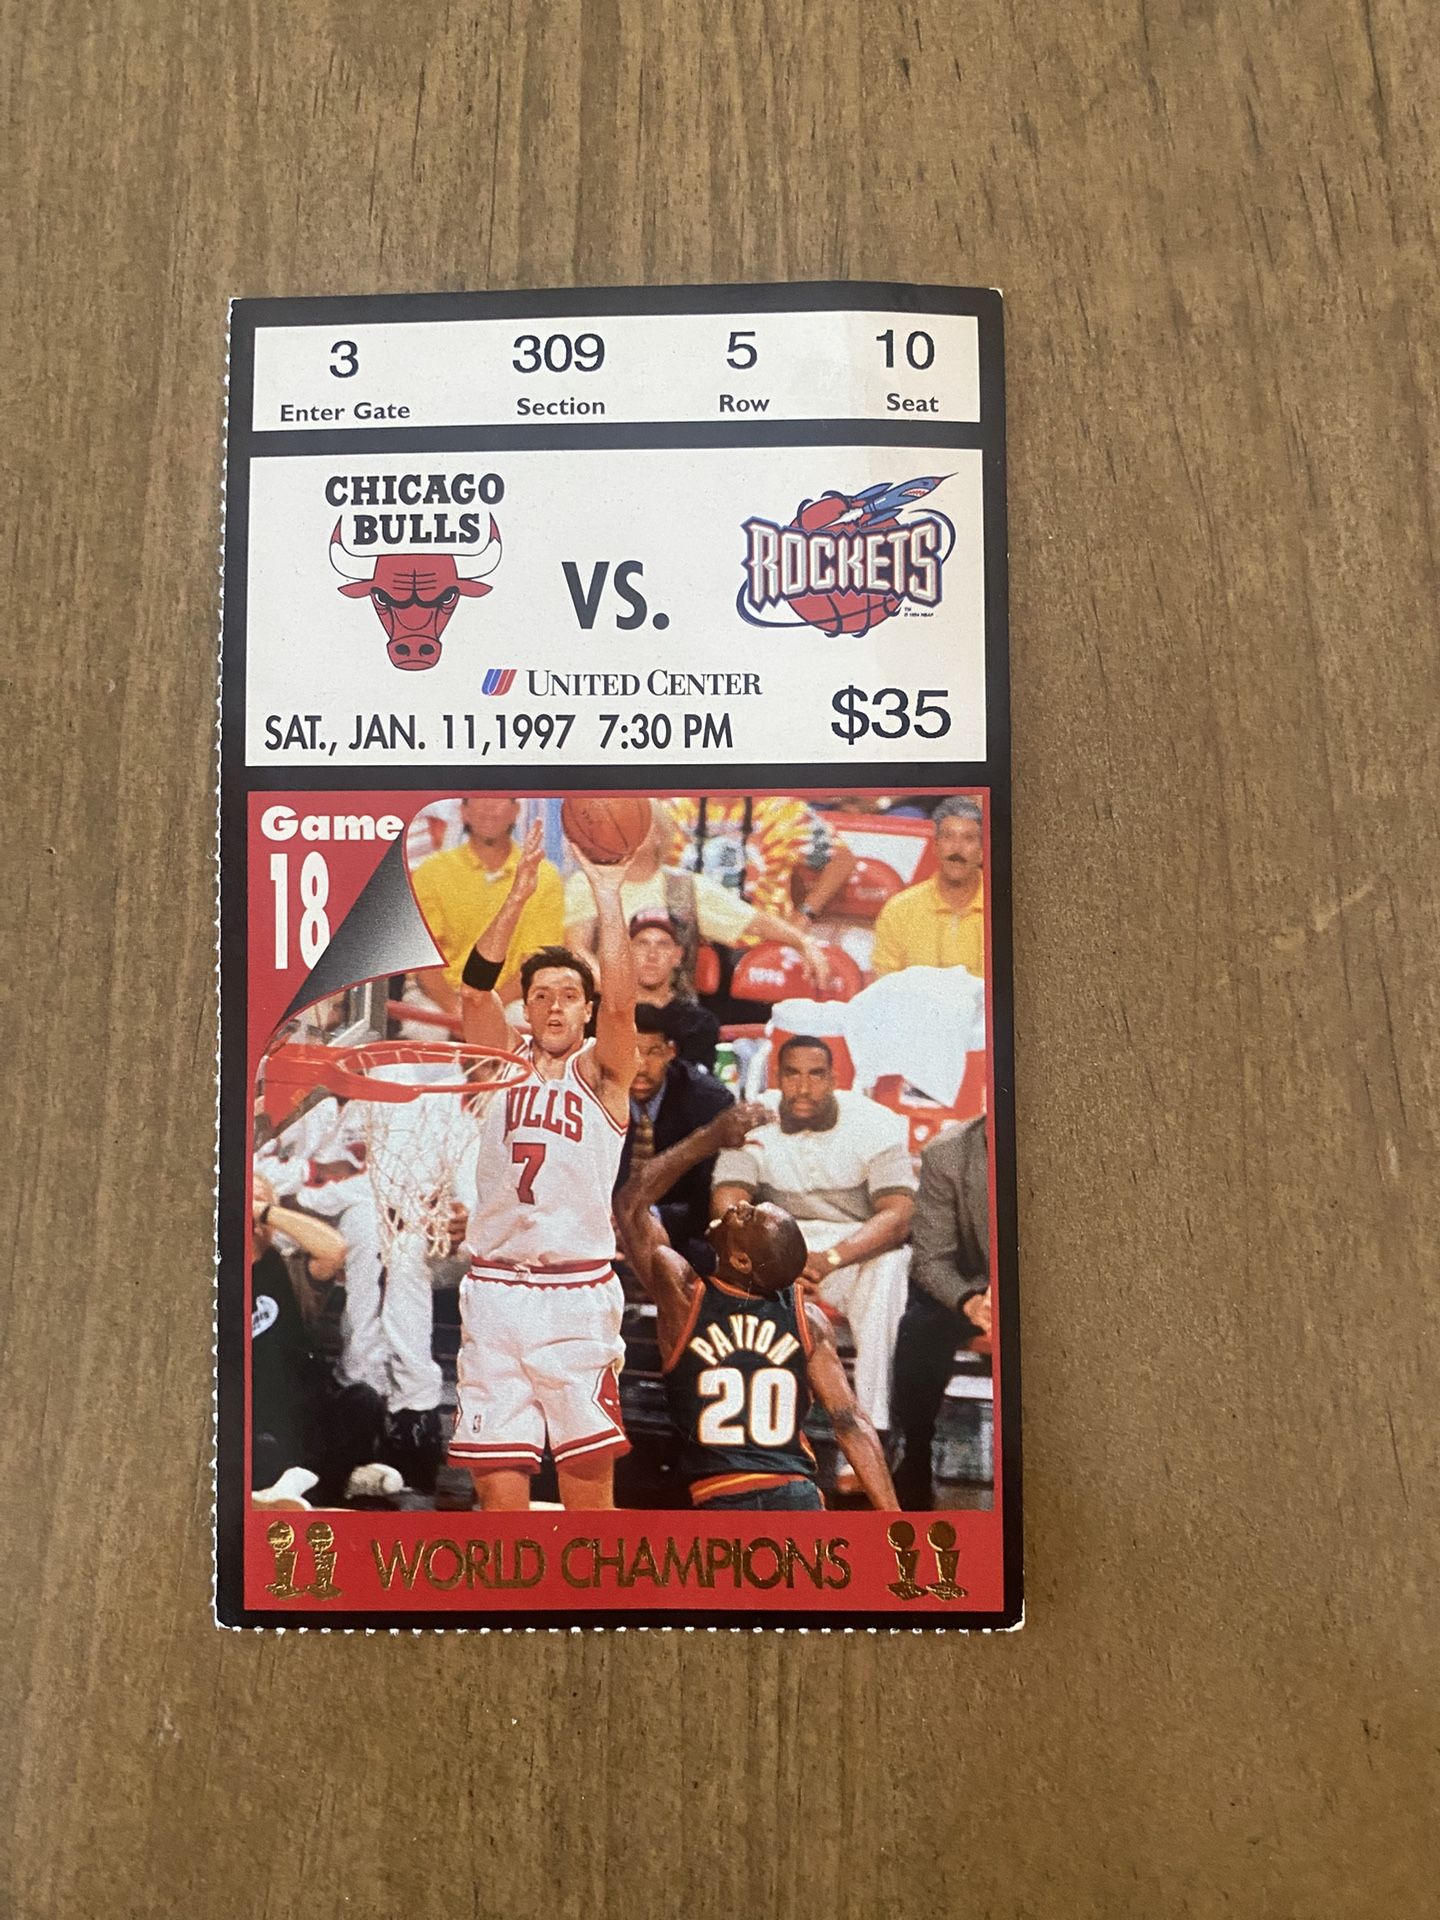 3 309 5 10
Enter Gate Section Row Seat
CHICAGO
BULLS
VS.
ROCKETS
UNITED CENTER
SAT., JAN. 11,1997 7:30 PM
$35
Game
18
ULLS
7
PAYTON
20
WORLD CHAMPIONS